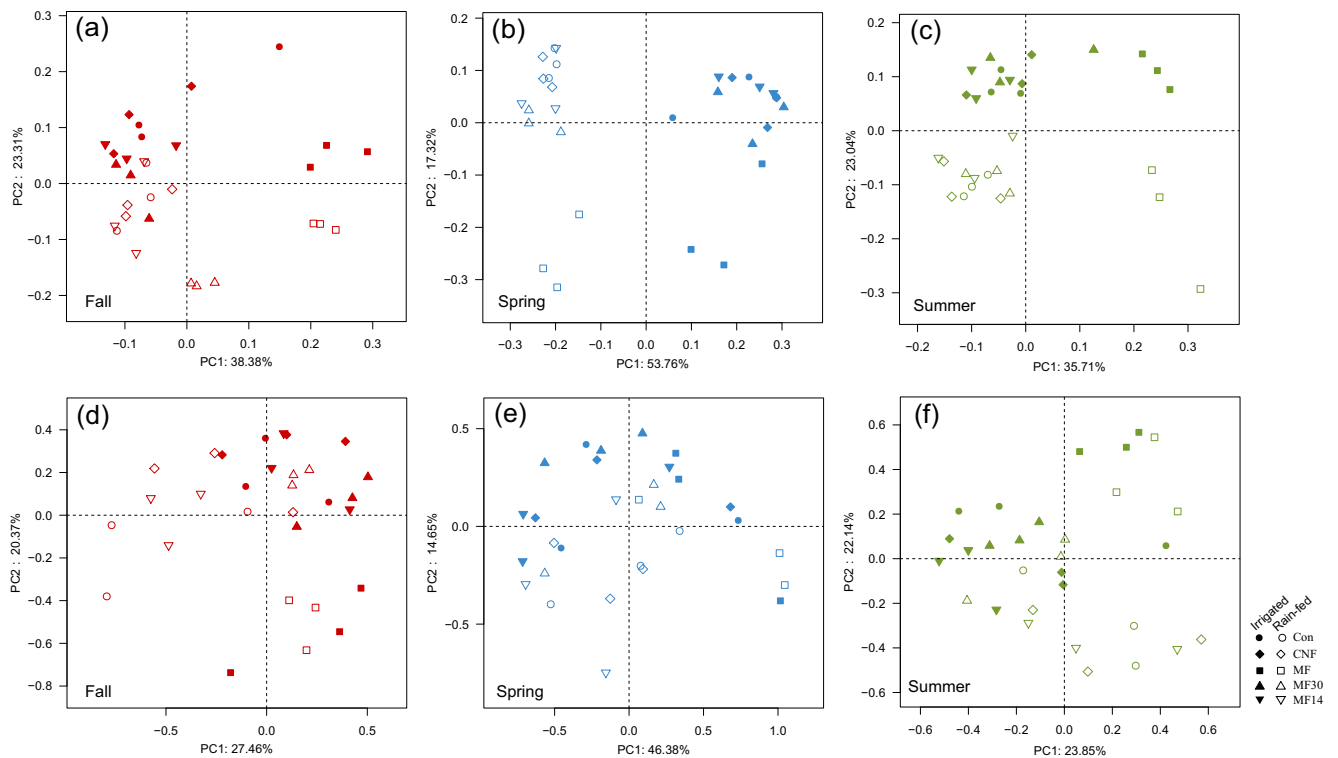 (a)
0.3
0.2
0.1
0.0
−0.1
−0.2
PC2: 23.31%
Fall
−0.1 0.0 0.1 0.2 0.3
PC1: 38.38%
(b)
0.2
0.1
0.0
−0.1
−0.2
−0.3
PC2: 17.32%
Spring
−0.3 −0.2 −0.1 0.0 0.1 0.2 0.3
PC1: 53.76%
(c)
0.2
0.1
0.0
−0.1
−0.2
−0.3
PC2: 23.04%
Summer
−0.1 0.0 0.1 0.2 0.3
PC1: 35.71%
(d)
0.4
0.2
0.0
−0.2
−0.4
−0.6
−0.8
PC2: 20.37%
Fall
−0.5 0.0 0.5
PC1: 27.46%
(e)
0.5
0.0
−0.5
PC2: 14.65%
Spring
−0.5 0.0 0.5 1.0
PC1: 46.38%
(f)
0.6
0.4
0.2
0.0
−0.2
−0.4
−0.6
PC2: 22.14%
Summer
−0.6 −0.4 −0.2 0.0 0.2 0.4 0.6
PC1: 23.85%
Irrigated Rain-fed
Con
CNF
MF
MF30
MF14